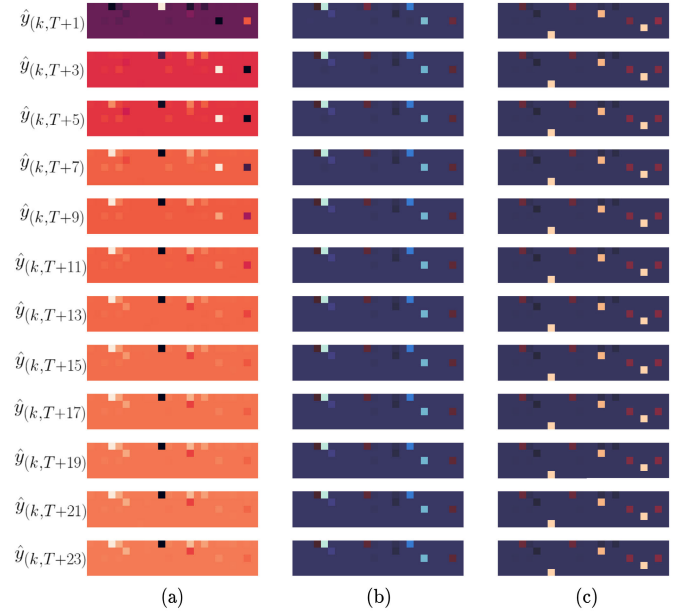 ŷ(k,T+1)
ŷ(k,T+3)
ŷ(k,T+5)
ŷ(k,T+7)
ŷ(k,T+9)
ŷ(k,T+11)
ŷ(k,T+13)
ŷ(k,T+15)
ŷ(k,T+17)
ŷ(k,T+19)
ŷ(k,T+21)
ŷ(k,T+23)
(a) (b) (c)